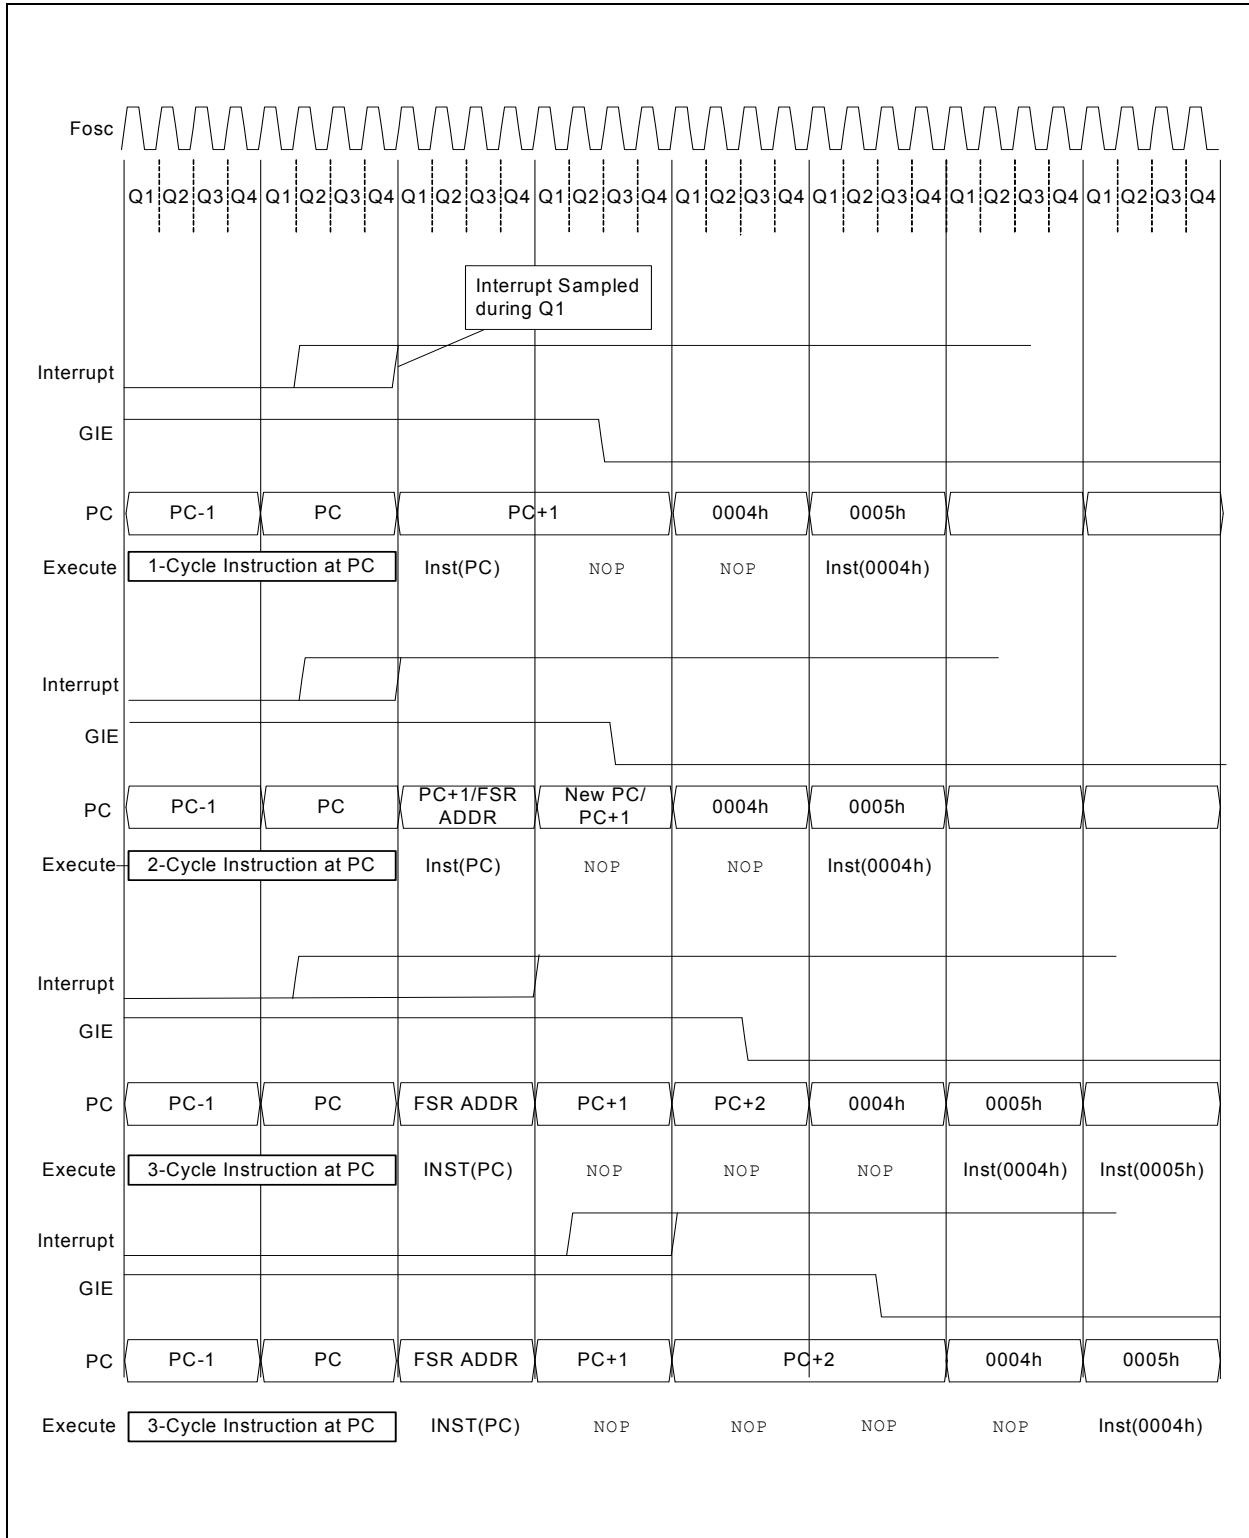 Fosc
Q1 Q2 Q3 Q4 Q1 Q2 Q3 Q4 Q1 Q2 Q3 Q4 Q1 Q2 Q3 Q4 Q1 Q2 Q3 Q4 Q1 Q2 Q3 Q4 Q1 Q2 Q3 Q4 Q1 Q2 Q3 Q4
Interrupt Sampled
during Q1
Interrupt
GIE
PC PC-1 PC PC+1 0004h 0005h
Execute 1-Cycle Instruction at PC Inst(PC) NOP NOP Inst(0004h)
Interrupt
GIE
PC PC-1 PC PC+1/FSR ADDR New PC/ PC+1 0004h 0005h
Execute 2-Cycle Instruction at PC Inst(PC) NOP NOP Inst(0004h)
Interrupt
GIE
PC PC-1 PC FSR ADDR PC+1 PC+2 0004h 0005h
Execute 3-Cycle Instruction at PC INST(PC) NOP NOP NOP Inst(0004h) Inst(0005h)
Interrupt
GIE
PC PC-1 PC FSR ADDR PC+1 PC+2 0004h 0005h
Execute 3-Cycle Instruction at PC INST(PC) NOP NOP NOP NOP Inst(0004h)